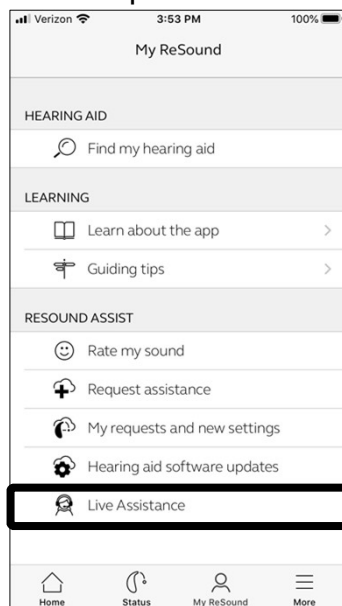 Verizon 3:53 PM 100%
My ReSound
HEARING AID
Find my hearing aid
LEARNING
Learn about the app
Guiding tips
RESOUND ASSIST
Rate my sound
Request assistance
My requests and new settings
Hearing aid software updates
Live Assistance
Home Status My ReSound More